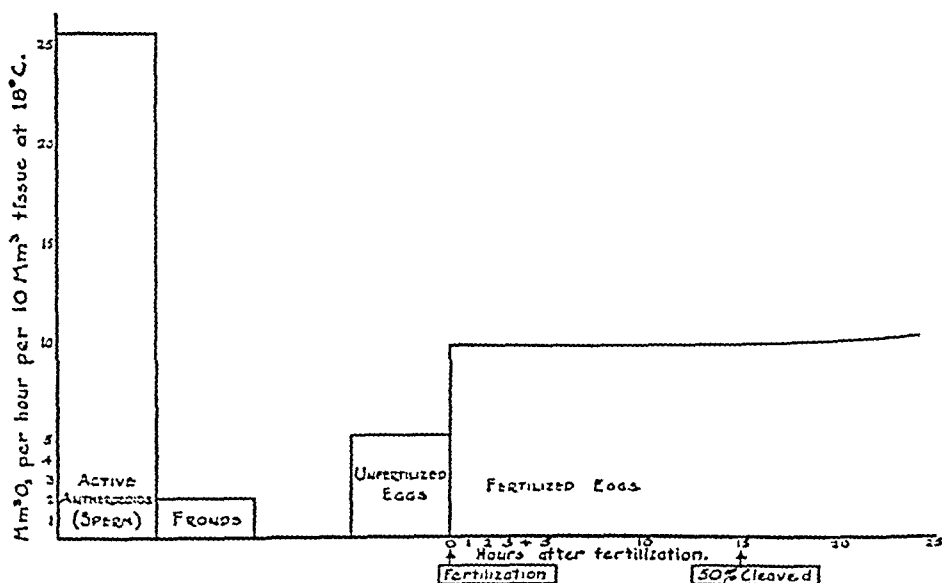 Mm³O₂ per hour per 10 Mm³ tissue at 18°C.
25
20
15
10
5
4
3
2
1
ACTIVE
ANTHEROZOIDS
(SPERM)
FRONDS
UNFERTILIZED
EGGS
FERTILIZED EGGS
0 1 2 3 4 5 10 15 20 25
Hours after fertilization.
Fertilization
50% Cleaved